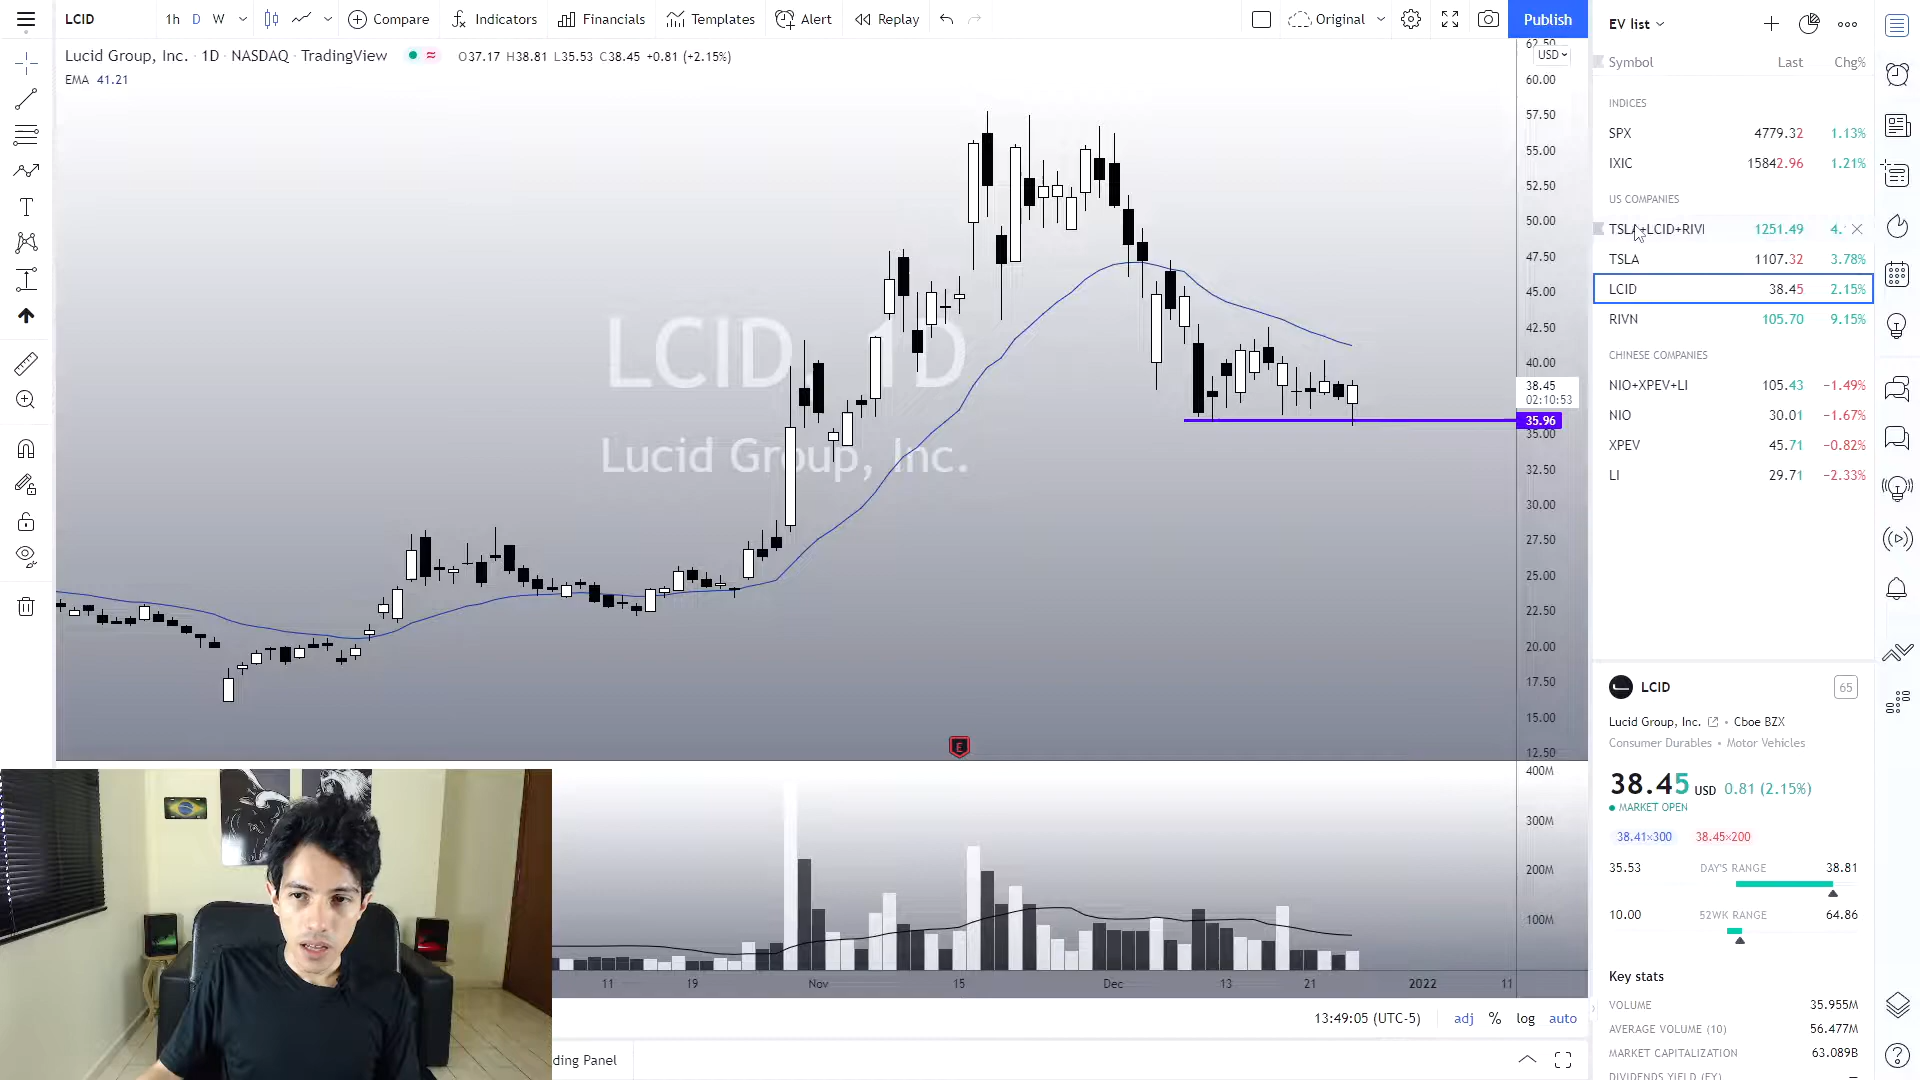 LCID 1h D W Compare Indicators Financials Templates Alert Replay Original Publish
Lucid Group, Inc. · 1D · NASDAQ · TradingView O37.17 H38.81 L35.53 C38.45 +0.81 (+2.15%)
EMA 41.21
LCID, 1D
Lucid Group, Inc.
USD
62.50
60.00
57.50
55.00
52.50
50.00
47.50
45.00
42.50
40.00
38.45
02:10:53
35.96
35.00
32.50
30.00
27.50
25.00
22.50
20.00
17.50
15.00
12.50
E
400M
300M
200M
100M
11 19 Nov 15 Dec 13 21 2022 11
13:49:05 (UTC-5) adj % log auto
ding Panel
EV list
Symbol Last Chg%
INDICES
SPX 4779.32 1.13%
IXIC 15842.96 1.21%
US COMPANIES
TSLA+LCID+RIVI 1251.49 4.
TSLA 1107.32 3.78%
LCID 38.45 2.15%
RIVN 105.70 9.15%
CHINESE COMPANIES
NIO+XPEV+LI 105.43 −1.49%
NIO 30.01 −1.67%
XPEV 45.71 −0.82%
LI 29.71 −2.33%
LCID 65
Lucid Group, Inc. • Cboe BZX
Consumer Durables • Motor Vehicles
38.45 USD 0.81 (2.15%)
MARKET OPEN
38.41×300 38.45×200
35.53 DAY'S RANGE 38.81
10.00 52WK RANGE 64.86
Key stats
VOLUME 35.955M
AVERAGE VOLUME (10) 56.477M
MARKET CAPITALIZATION 63.089B
DIVIDENDS YIELD (FY) —